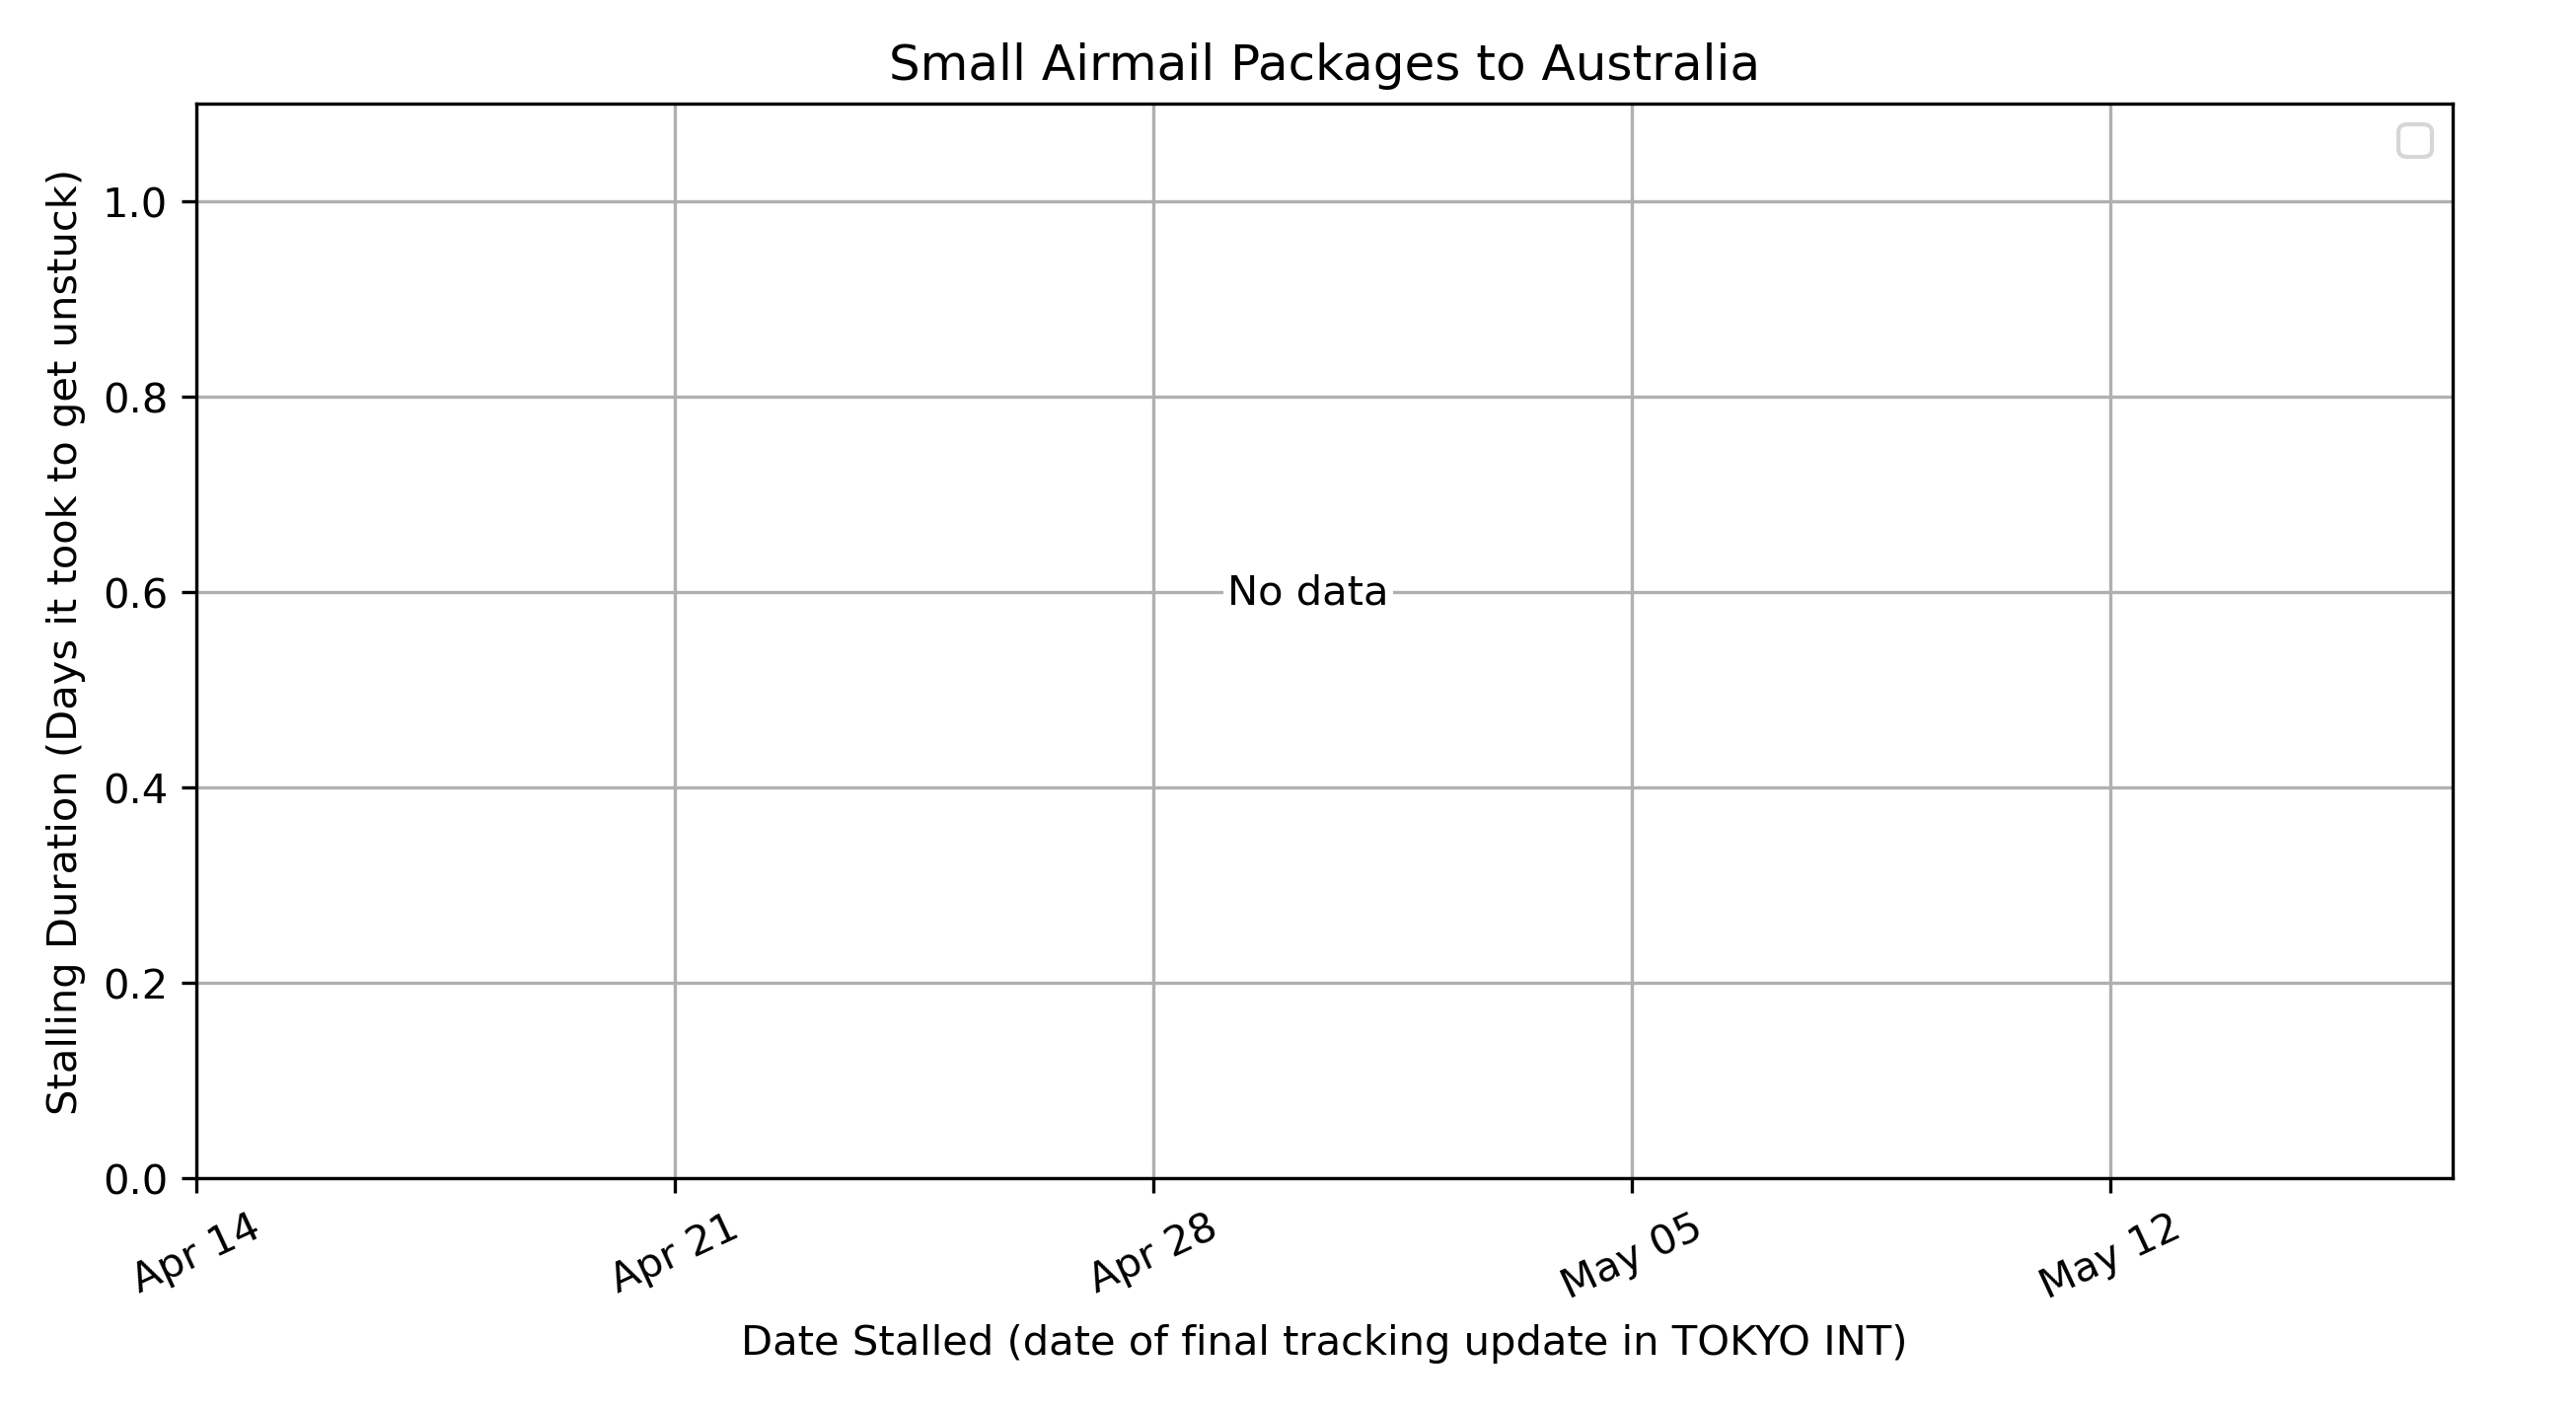 Small Airmail Packages to Australia
Stalling Duration (Days it took to get unstuck)
1.0
0.8
0.6
0.4
0.2
0.0
No data
Apr 14
Apr 21
Apr 28
May 05
May 12
Date Stalled (date of final tracking update in TOKYO INT)